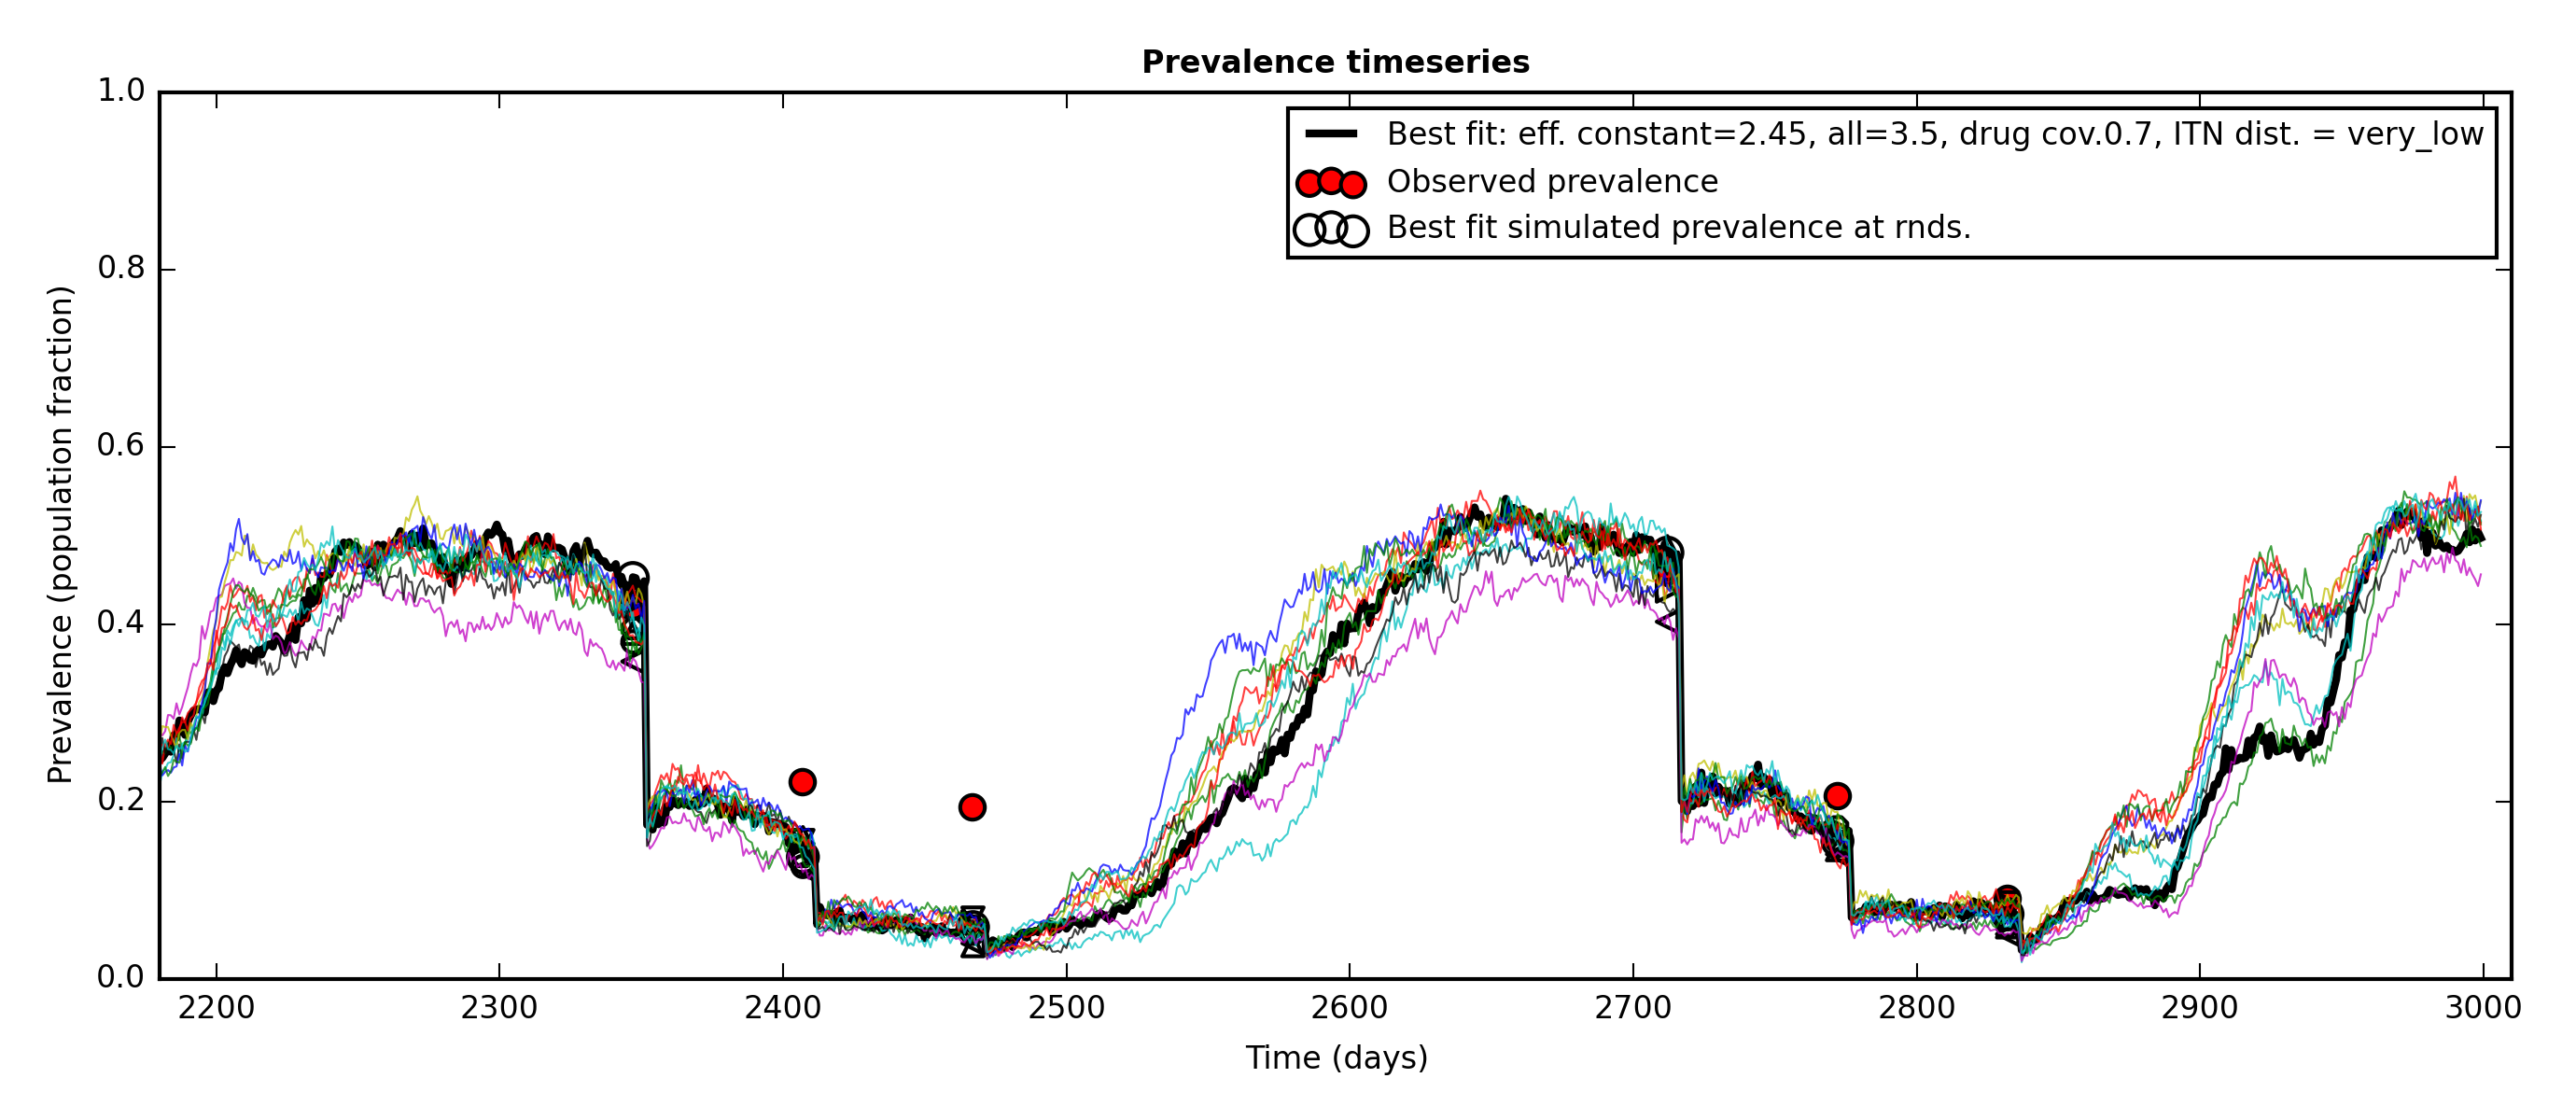 Prevalence timeseries
1.0
0.8
0.6
0.4
0.2
0.0
Prevalence (population fraction)
Best fit: eff. constant=2.45, all=3.5, drug cov.0.7, ITN dist. = very_low
Observed prevalence
Best fit simulated prevalence at rnds.
2200 2300 2400 2500 2600 2700 2800 2900 3000
Time (days)